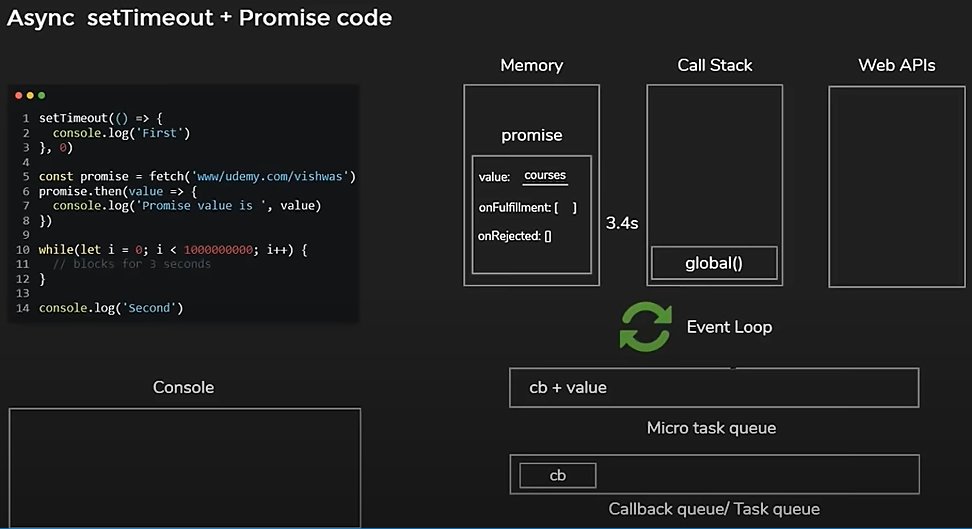 Async setTimeout + Promise code
Memory
Call Stack
Web APIs
1 setTimeout(() => {
2 console.log('First')
3 }, 0)
4
5 const promise = fetch('www/udemy.com/vishwas')
6 promise.then(value => {
7 console.log('Promise value is ', value)
8 })
9
10 while(let i = 0; i < 1000000000; i++) {
11 // blocks for 3 seconds
12 }
13
14 console.log('Second')
promise
value: courses
onFulfillment: [ ]
onRejected: []
3.4s
global()
Event Loop
Console
cb + value
Micro task queue
cb
Callback queue/ Task queue